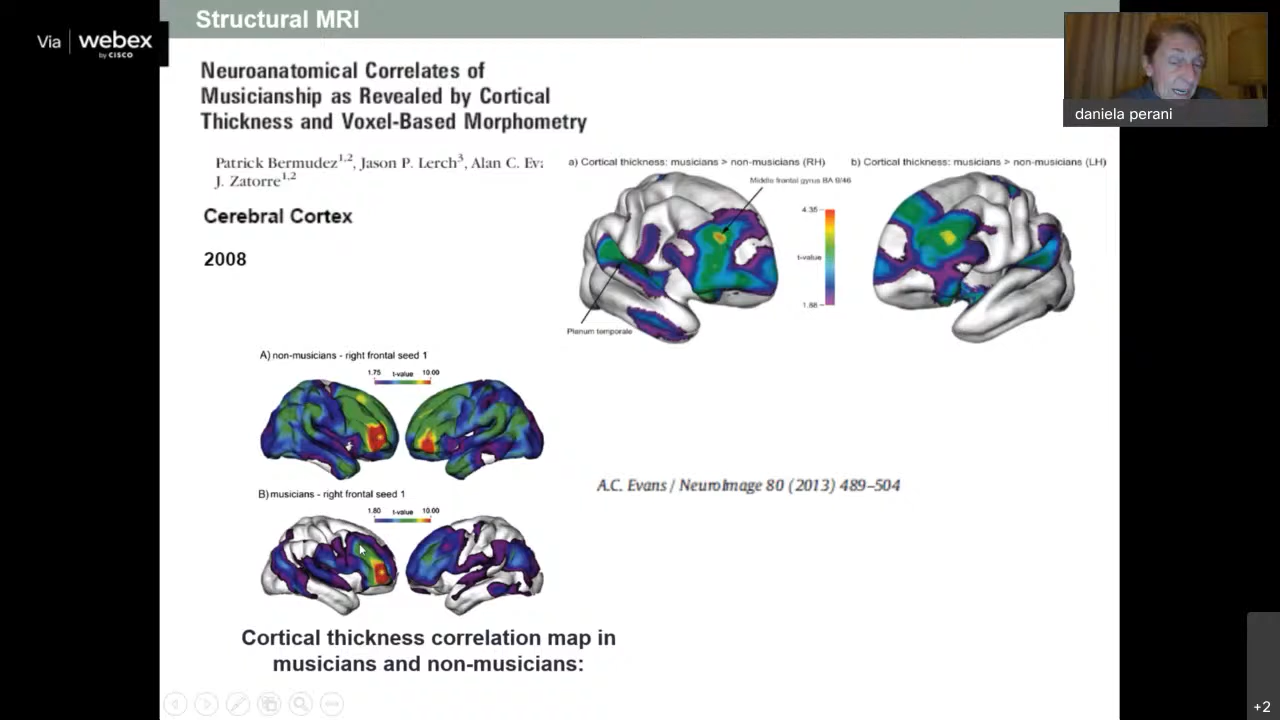 Structural MRI
Via | webex
by CISCO
daniela perani
Neuroanatomical Correlates of
Musicianship as Revealed by Cortical
Thickness and Voxel-Based Morphometry
Patrick Bermudez1,2, Jason P. Lerch3, Alan C. Ev
J. Zatorre1,2
Cerebral Cortex
2008
a) Cortical thickness: musicians > non-musicians (RH)
b) Cortical thickness: musicians > non-musicians (LH)
Middle frontal gyrus BA 9/46
4.35
t-value
1.88
Planum temporale
A) non-musicians - right frontal seed 1
1.75 t-value 10.00
B) musicians - right frontal seed 1
1.80 t-value 10.00
A.C. Evans / NeuroImage 80 (2013) 489–504
Cortical thickness correlation map in
musicians and non-musicians:
+2